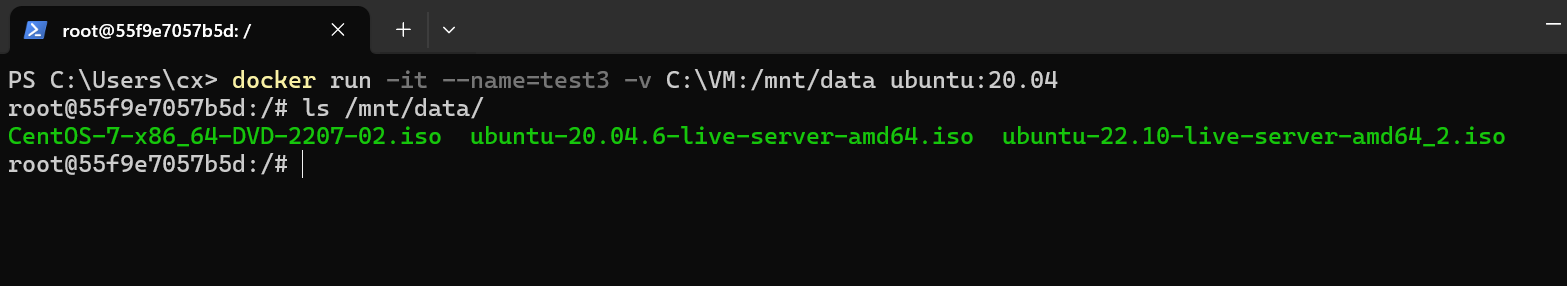 root@55f9e7057b5d: /
PS C:\Users\cx> docker run -it --name=test3 -v C:\VM:/mnt/data ubuntu:20.04
root@55f9e7057b5d:/# ls /mnt/data/
CentOS-7-x86_64-DVD-2207-02.iso  ubuntu-20.04.6-live-server-amd64.iso  ubuntu-22.10-live-server-amd64_2.iso
root@55f9e7057b5d:/#